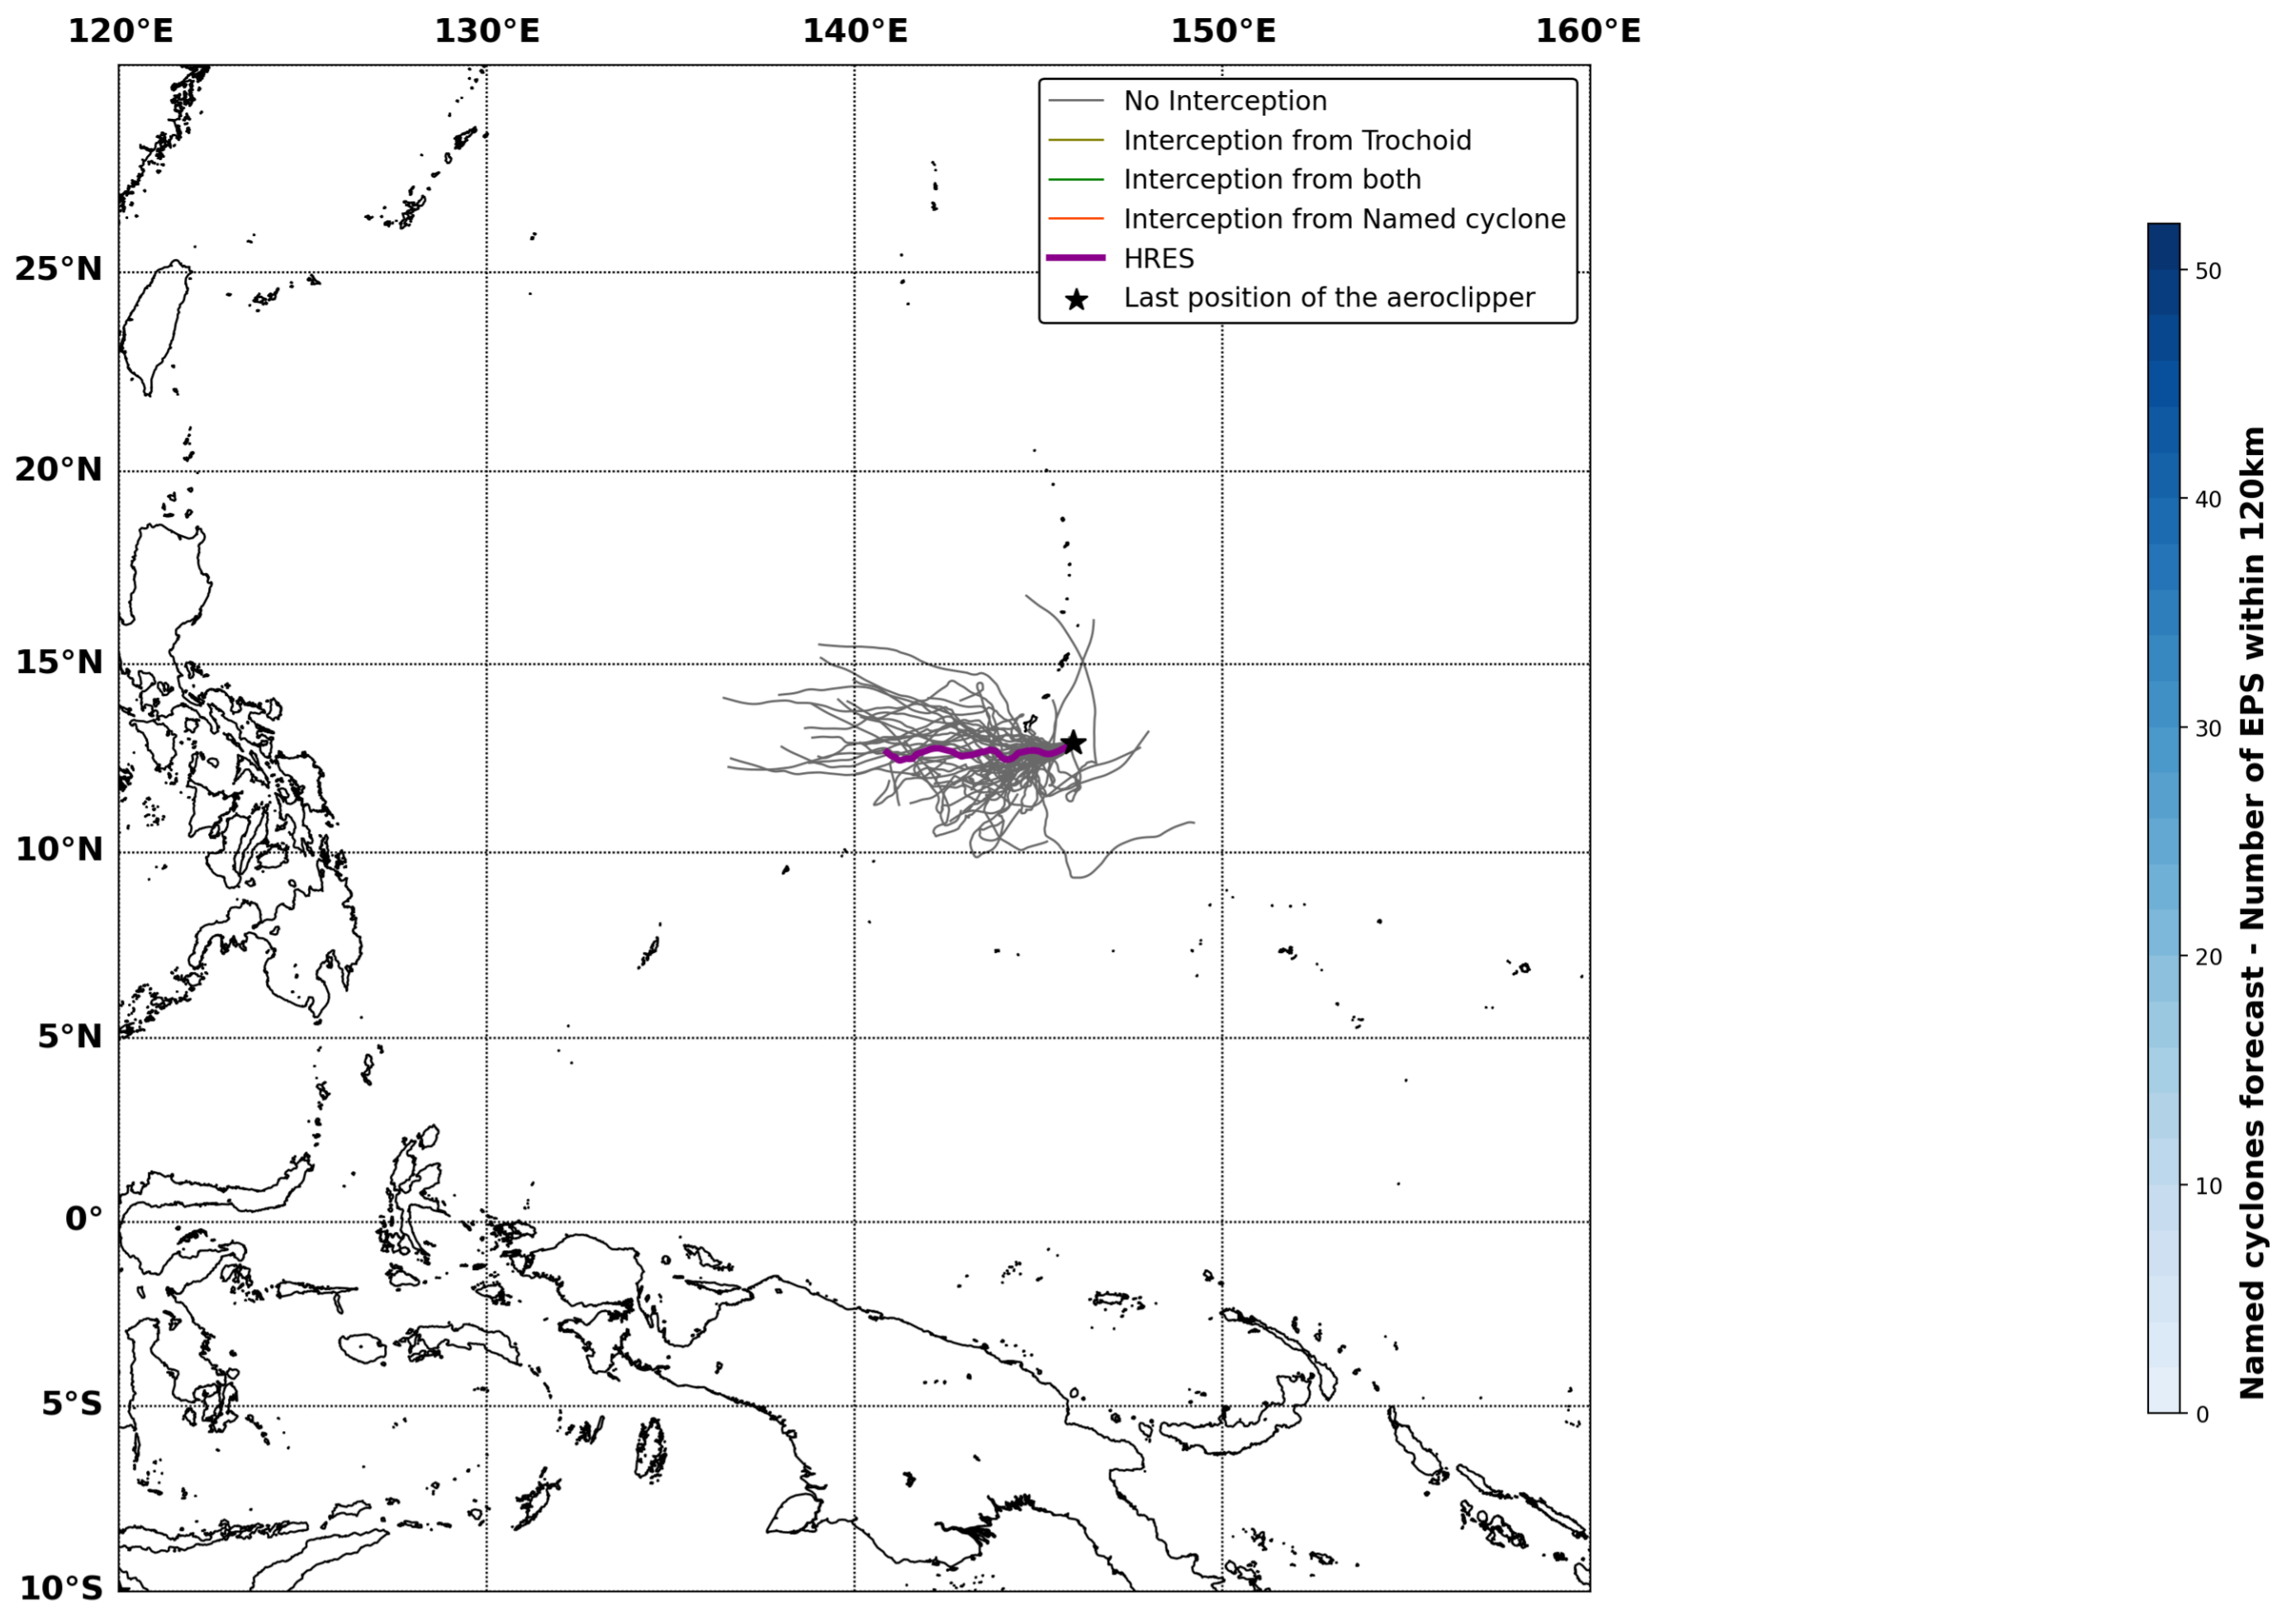 120°E 130°E 140°E 150°E 160°E
No Interception
Interception from Trochoid
Interception from both
Interception from Named cyclone
HRES
Last position of the aeroclipper
25°N
20°N
15°N
10°N
5°N
0°
5°S
10°S
50
40
30
20
10
0
Named cyclones forecast - Number of EPS within 120km